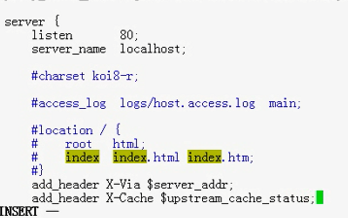 server {
    listen       80;
    server_name  localhost;

    #charset koi8-r;

    #access_log  logs/host.access.log  main;

    #location / {
    #    root   html;
    #    index  index.html index.htm;
    #}
    add_header X-Via $server_addr;
    add_header X-Cache $upstream_cache_status;
INSERT --